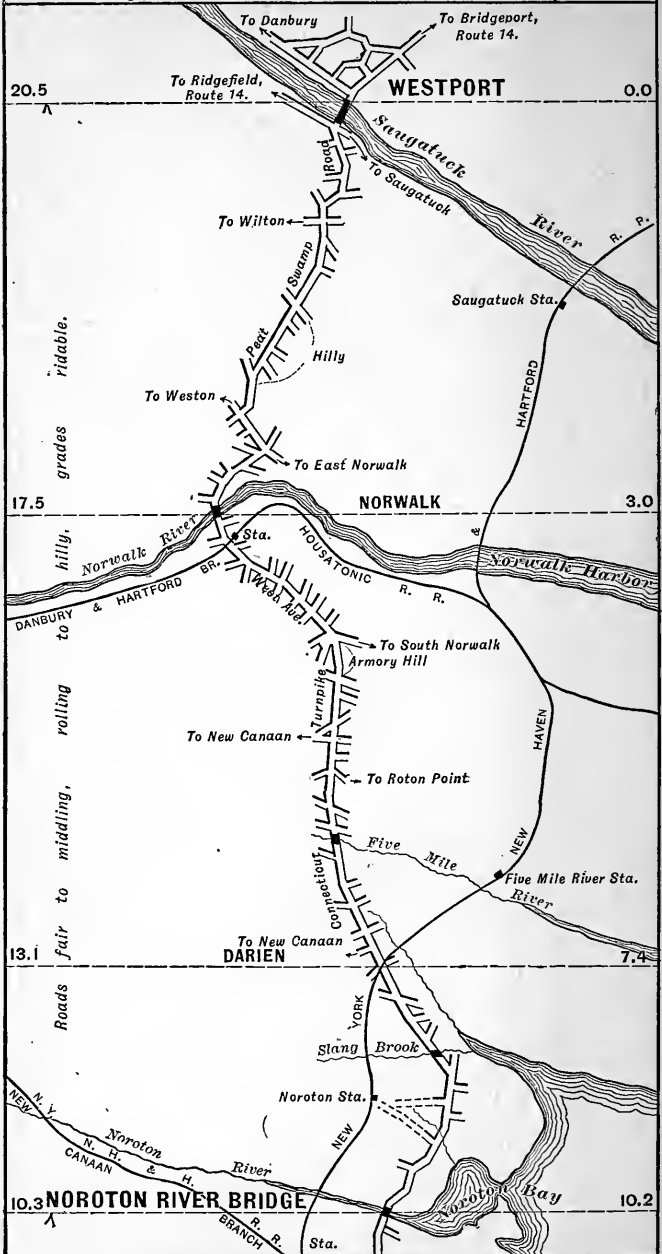 To Danbury
To Bridgeport,
Route 14.
To Ridgefield,
Route 14.
WESTPORT
20.5
0.0
Saugatuck
River
Road
To Saugatuck
To Wilton
R. R.
Swamp
Saugatuck Sta.
Peat
Hilly
HARTFORD
To Weston
To East Norwalk
17.5
NORWALK
3.0
&
Norwalk River
Sta.
HOUSATONIC
R. R.
Norwalk Harbor
DANBURY & HARTFORD BR.
West Ave.
To South Norwalk
Armory Hill
Turnpike
To New Canaan
HAVEN
To Roton Point
NEW
Five Mile
River
Five Mile River Sta.
Connecticut
To New Canaan
13.1
DARIEN
7.4
YORK
Slang Brook
Noroton Sta.
NEW
N. Y. N. H. & H. R. R.
NEW CANAAN BRANCH
Noroton River
Noroton Bay
10.3
NOROTON RIVER BRIDGE
10.2
Sta.
Roads fair to middling, rolling to hilly, grades ridable.